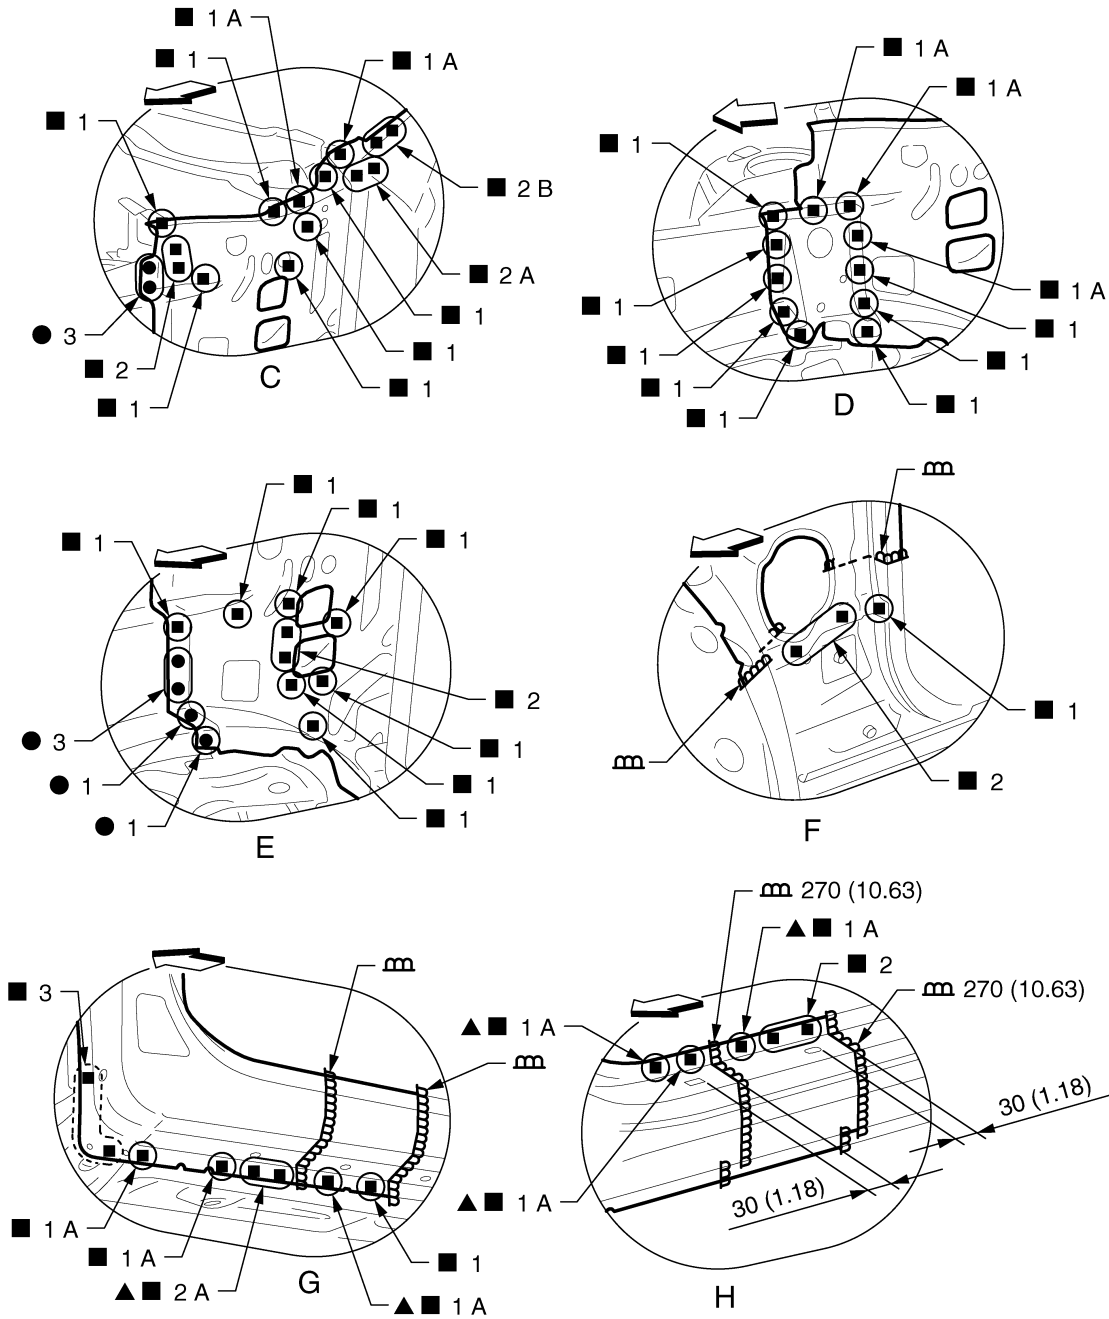 ■ 1 A
■ 1
■ 1 A
■ 1
■ 2 B
■ 2 A
■ 1
■ 1
■ 1
● 3
■ 2
■ 1
C
■ 1 A
■ 1 A
■ 1
■ 1 A
■ 1
■ 1
■ 1
■ 1
■ 1
■ 1
■ 1
D
■ 1
■ 1
■ 1
■ 1
■ 2
● 3
■ 1
● 1
■ 1
● 1
■ 1
E
■ 1
■ 2
F
■ 3
■ 1 A
■ 1 A
▲ ■ 2 A
■ 1
▲ ■ 1 A
G
270 (10.63)
▲ ■ 1 A
■ 2
270 (10.63)
▲ ■ 1 A
30 (1.18)
▲ ■ 1 A
30 (1.18)
H